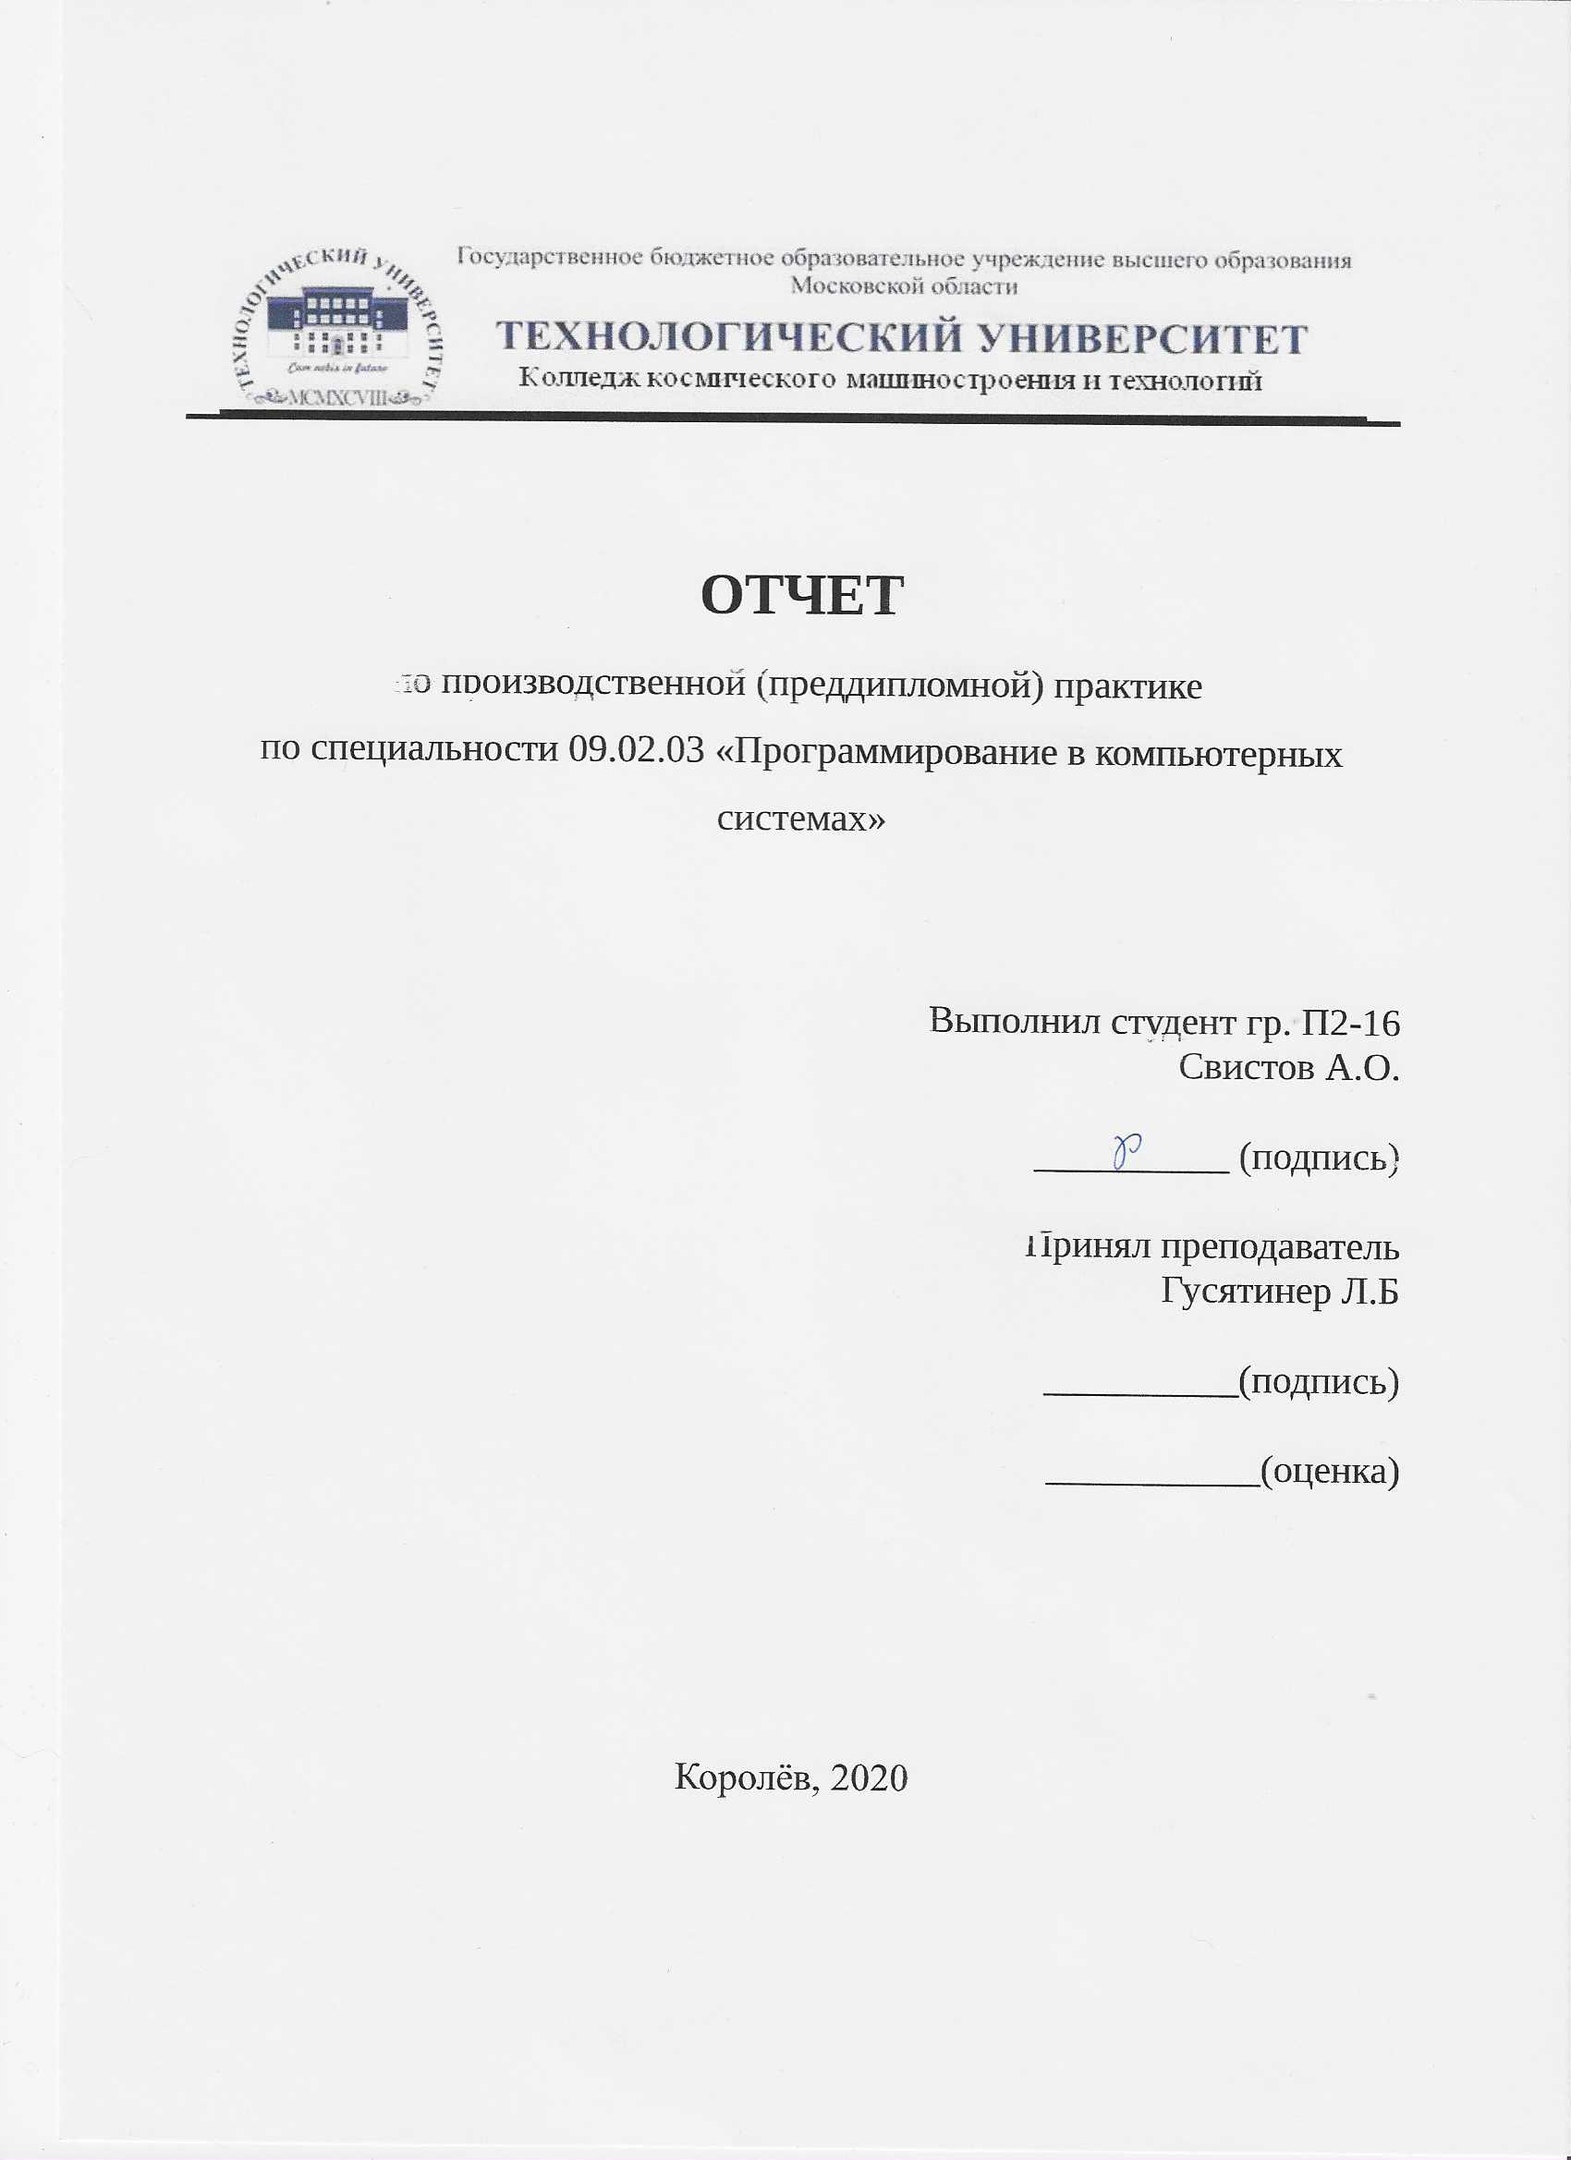 ТЕХНОЛОГИЧЕСКИЙ УНИВЕРСИТЕТ
Cum nobis in futuro
MCMXCVIII
Государственное бюджетное образовательное учреждение высшего образования
Московской области
ТЕХНОЛОГИЧЕСКИЙ УНИВЕРСИТЕТ
Колледж космического машиностроения и технологий
ОТЧЕТ
по производственной (преддипломной) практике
по специальности 09.02.03 «Программирование в компьютерных
системах»
Выполнил студент гр. П2-16
Свистов А.О.
(подпись)
Принял преподаватель
Гусятинер Л.Б
(подпись)
(оценка)
Королёв, 2020